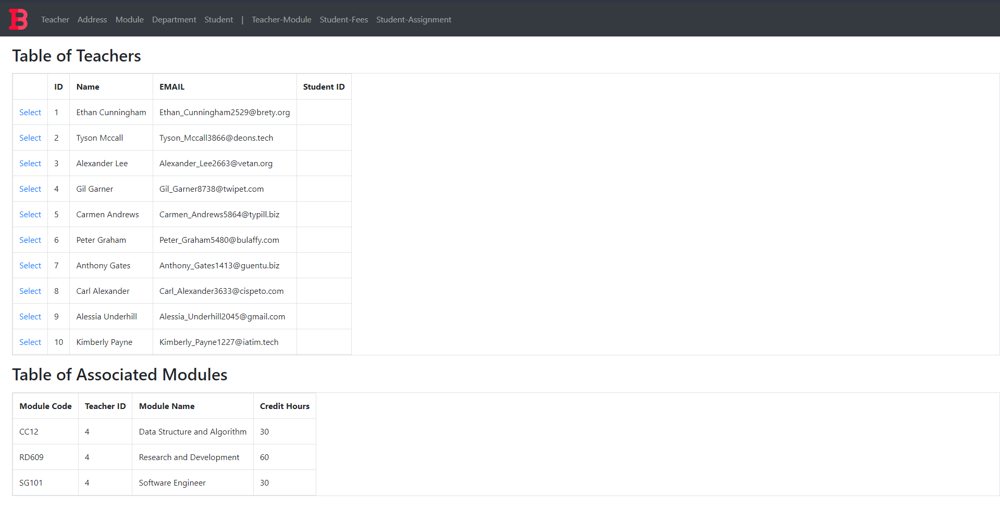 B Teacher Address Module Department Student | Teacher-Module Student-Fees Student-Assignment
Table of Teachers
ID Name EMAIL Student ID
Select 1 Ethan Cunningham Ethan_Cunningham2529@brety.org
Select 2 Tyson Mccall Tyson_Mccall3866@deons.tech
Select 3 Alexander Lee Alexander_Lee2663@vetan.org
Select 4 Gil Garner Gil_Garner8738@twipet.com
Select 5 Carmen Andrews Carmen_Andrews5864@typill.biz
Select 6 Peter Graham Peter_Graham5480@bulaffy.com
Select 7 Anthony Gates Anthony_Gates1413@guentu.biz
Select 8 Carl Alexander Carl_Alexander3633@cispeto.com
Select 9 Alessia Underhill Alessia_Underhill2045@gmail.com
Select 10 Kimberly Payne Kimberly_Payne1227@iatim.tech
Table of Associated Modules
Module Code Teacher ID Module Name Credit Hours
CC12 4 Data Structure and Algorithm 30
RD609 4 Research and Development 60
SG101 4 Software Engineer 30